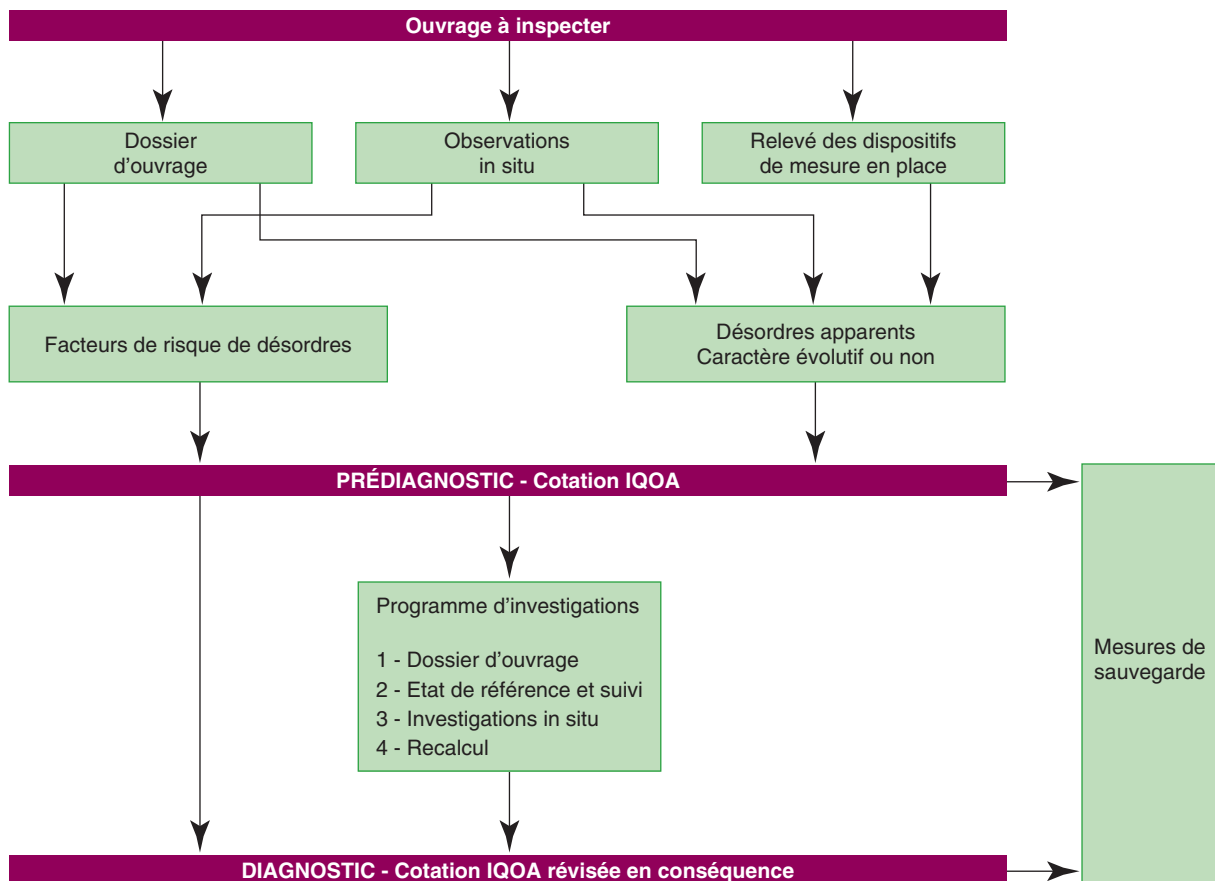 Ouvrage à inspecter
Dossier
d'ouvrage
Observations
in situ
Relevé des dispositifs
de mesure en place
Facteurs de risque de désordres
Désordres apparents
Caractère évolutif ou non
PRÉDIAGNOSTIC - Cotation IQOA
Programme d'investigations
1 - Dossier d'ouvrage
2 - Etat de référence et suivi
3 - Investigations in situ
4 - Recalcul
Mesures de
sauvegarde
DIAGNOSTIC - Cotation IQOA révisée en conséquence